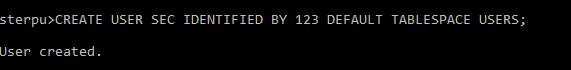 sterpu>CREATE USER SEC IDENTIFIED BY 123 DEFAULT TABLESPACE USERS;
User created.